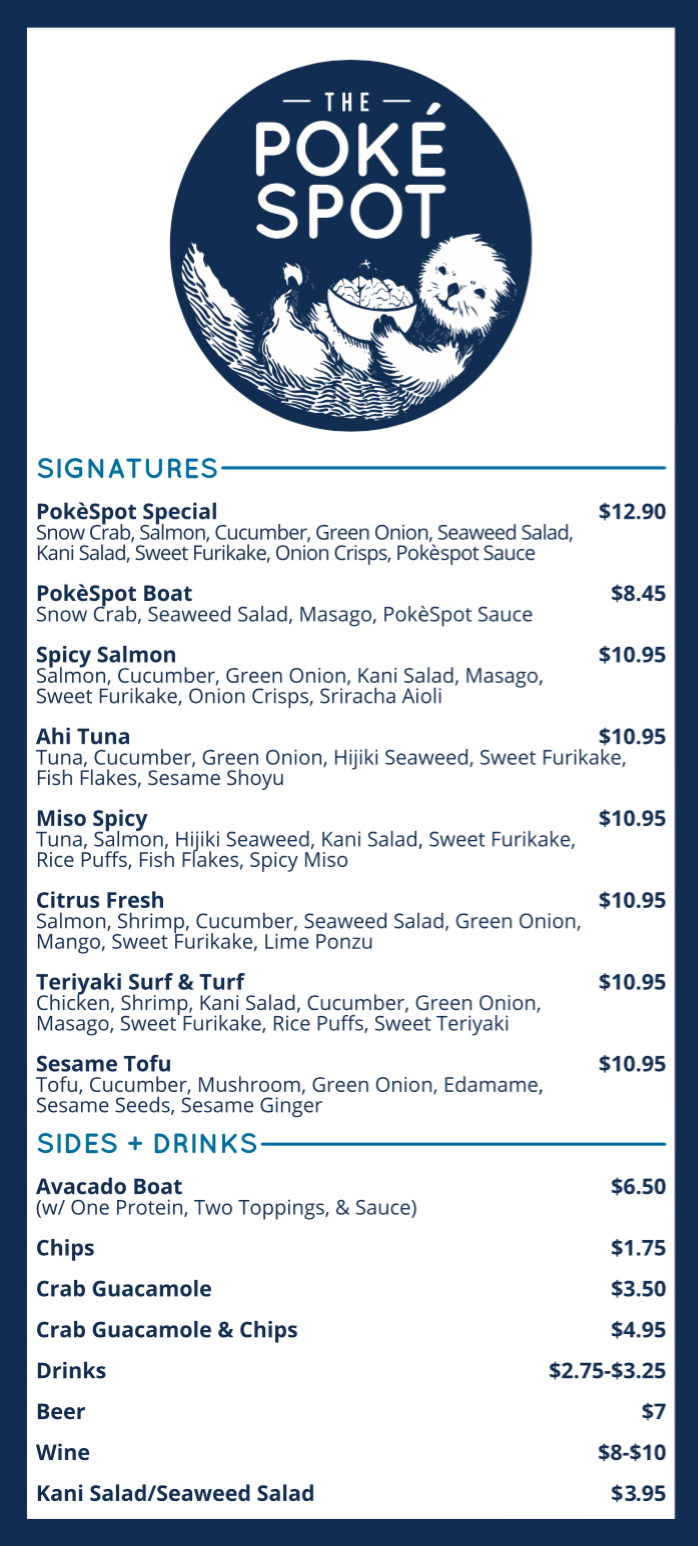 THE
POKÉ
SPOT
SIGNATURES
PokèSpot Special $12.90
Snow Crab, Salmon, Cucumber, Green Onion, Seaweed Salad,
Kani Salad, Sweet Furikake, Onion Crisps, Pokèspot Sauce
PokèSpot Boat $8.45
Snow Crab, Seaweed Salad, Masago, PokèSpot Sauce
Spicy Salmon $10.95
Salmon, Cucumber, Green Onion, Kani Salad, Masago,
Sweet Furikake, Onion Crisps, Sriracha Aioli
Ahi Tuna $10.95
Tuna, Cucumber, Green Onion, Hijiki Seaweed, Sweet Furikake,
Fish Flakes, Sesame Shoyu
Miso Spicy $10.95
Tuna, Salmon, Hijiki Seaweed, Kani Salad, Sweet Furikake,
Rice Puffs, Fish Flakes, Spicy Miso
Citrus Fresh $10.95
Salmon, Shrimp, Cucumber, Seaweed Salad, Green Onion,
Mango, Sweet Furikake, Lime Ponzu
Teriyaki Surf & Turf $10.95
Chicken, Shrimp, Kani Salad, Cucumber, Green Onion,
Masago, Sweet Furikake, Rice Puffs, Sweet Teriyaki
Sesame Tofu $10.95
Tofu, Cucumber, Mushroom, Green Onion, Edamame,
Sesame Seeds, Sesame Ginger
SIDES + DRINKS
Avacado Boat $6.50
(w/ One Protein, Two Toppings, & Sauce)
Chips $1.75
Crab Guacamole $3.50
Crab Guacamole & Chips $4.95
Drinks $2.75-$3.25
Beer $7
Wine $8-$10
Kani Salad/Seaweed Salad $3.95